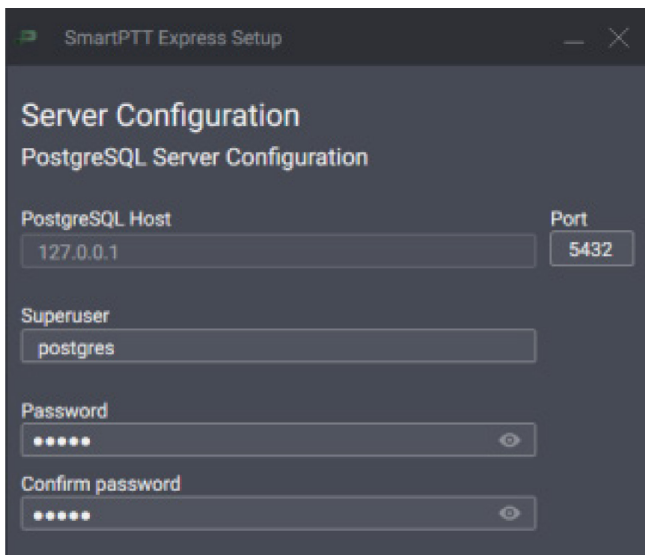 SmartPTT Express Setup
Server Configuration
PostgreSQL Server Configuration
PostgreSQL Host Port
127.0.0.1 5432
Superuser
postgres
Password
•••••
Confirm password
•••••